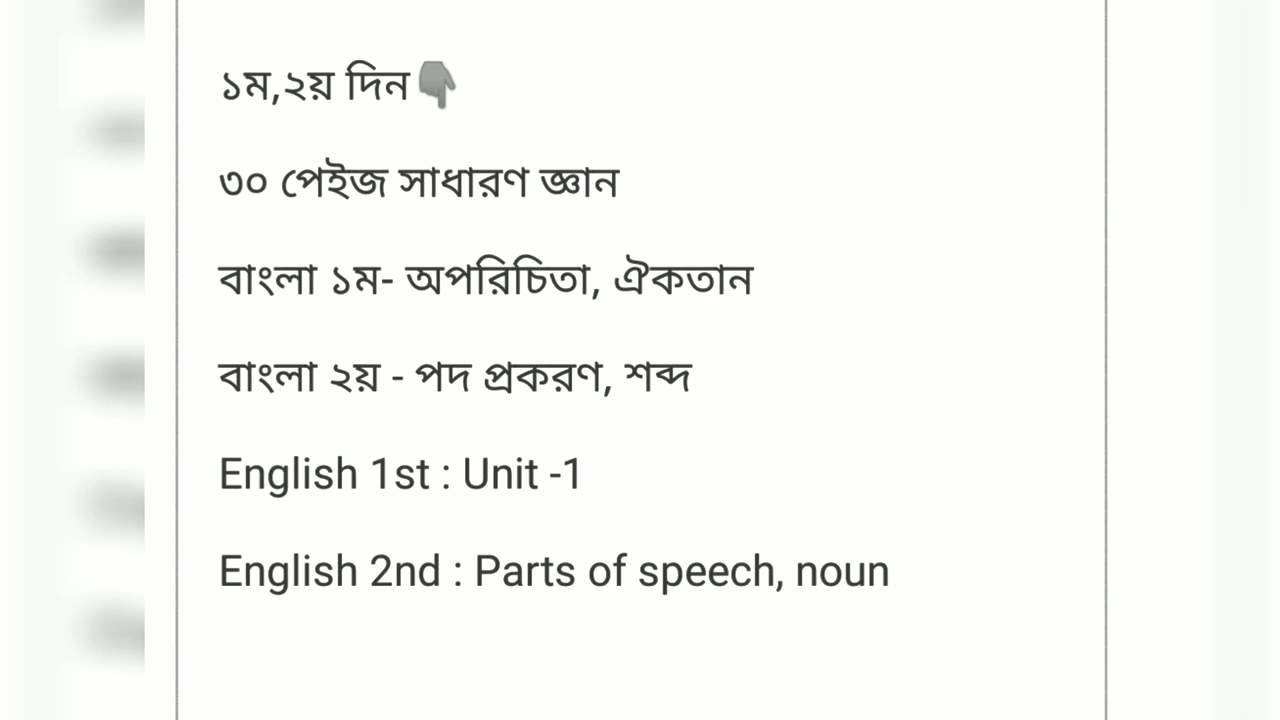 ১ম,২য় দিন👇
৩০ পেইজ সাধারণ জ্ঞান
বাংলা ১ম- অপরিচিতা, ঐকতান
বাংলা ২য় - পদ প্রকরণ, শব্দ
English 1st : Unit -1
English 2nd : Parts of speech, noun